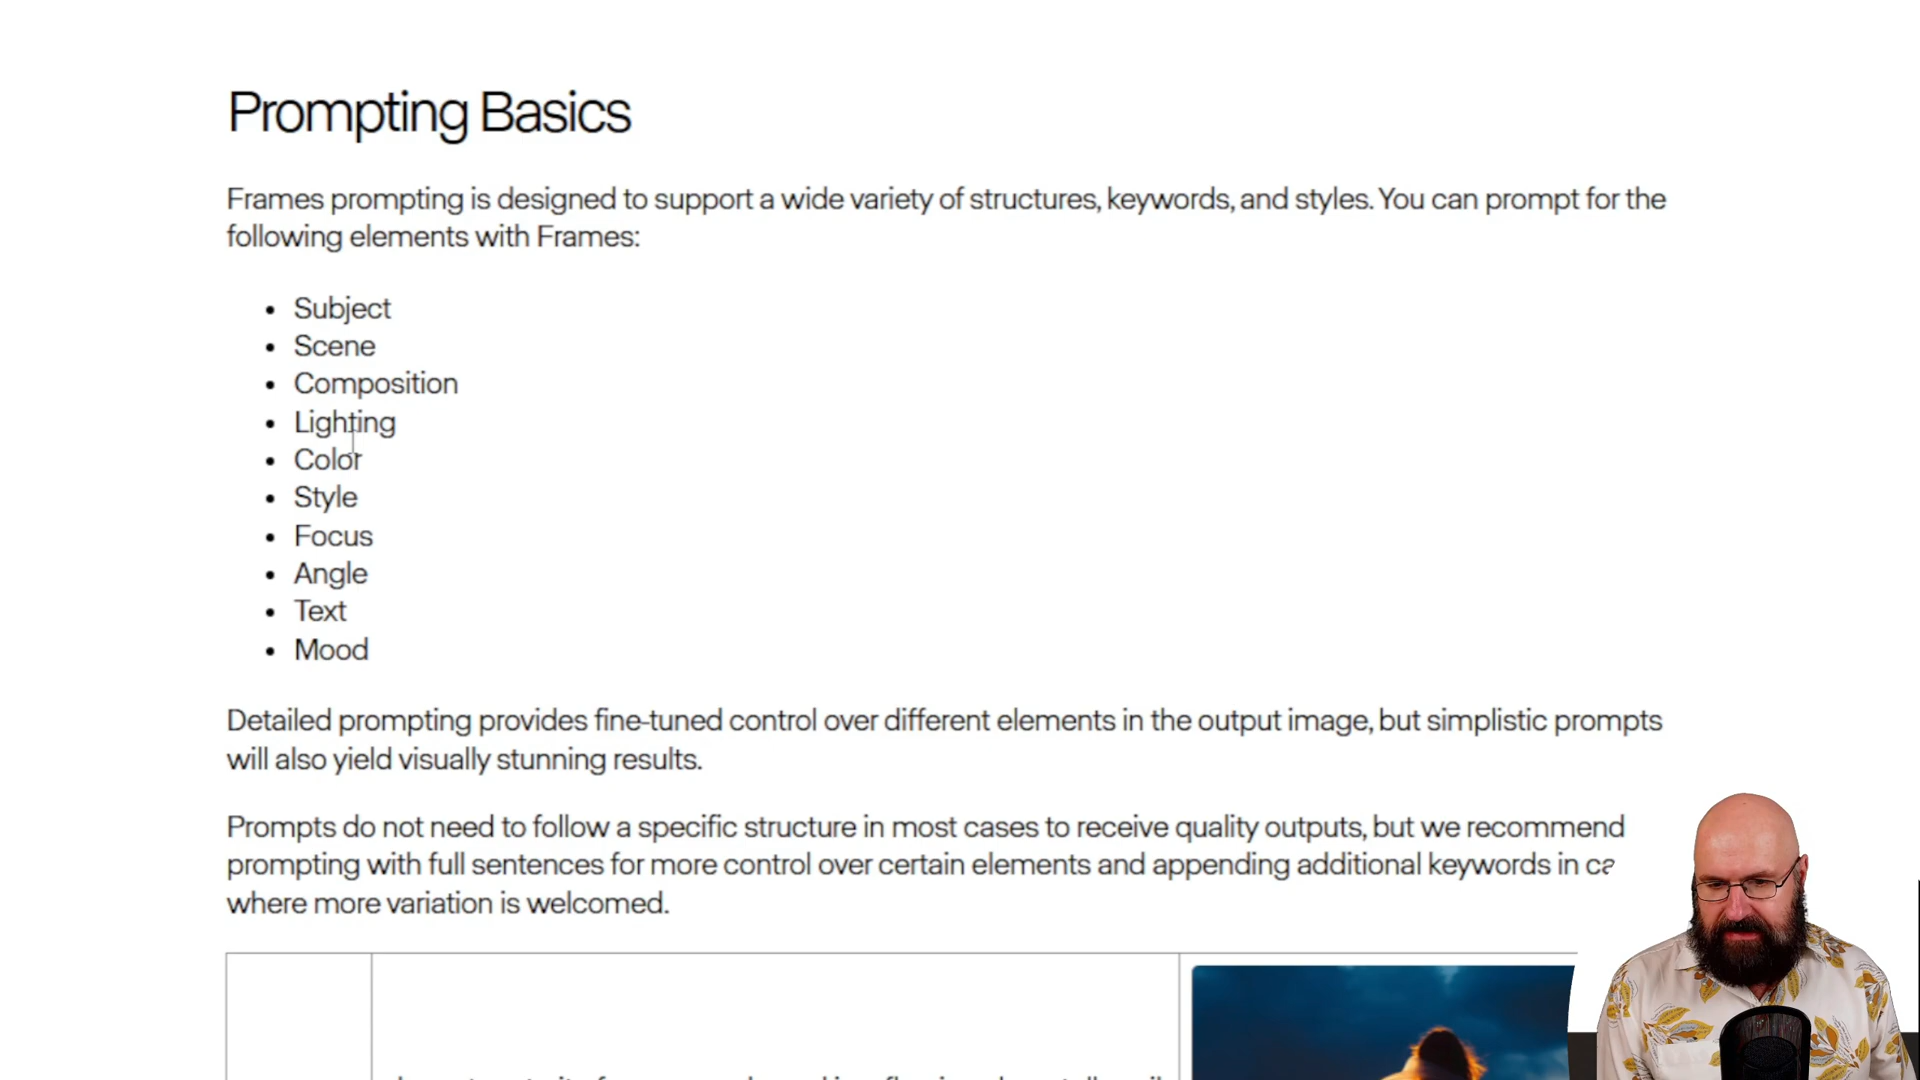 Prompting Basics
Frames prompting is designed to support a wide variety of structures, keywords, and styles. You can prompt for the
following elements with Frames:
• Subject
• Scene
• Composition
• Lighting
• Color
• Style
• Focus
• Angle
• Text
• Mood
Detailed prompting provides fine-tuned control over different elements in the output image, but simplistic prompts
will also yield visually stunning results.
Prompts do not need to follow a specific structure in most cases to receive quality outputs, but we recommend
prompting with full sentences for more control over certain elements and appending additional keywords in
where more variation is welcomed.